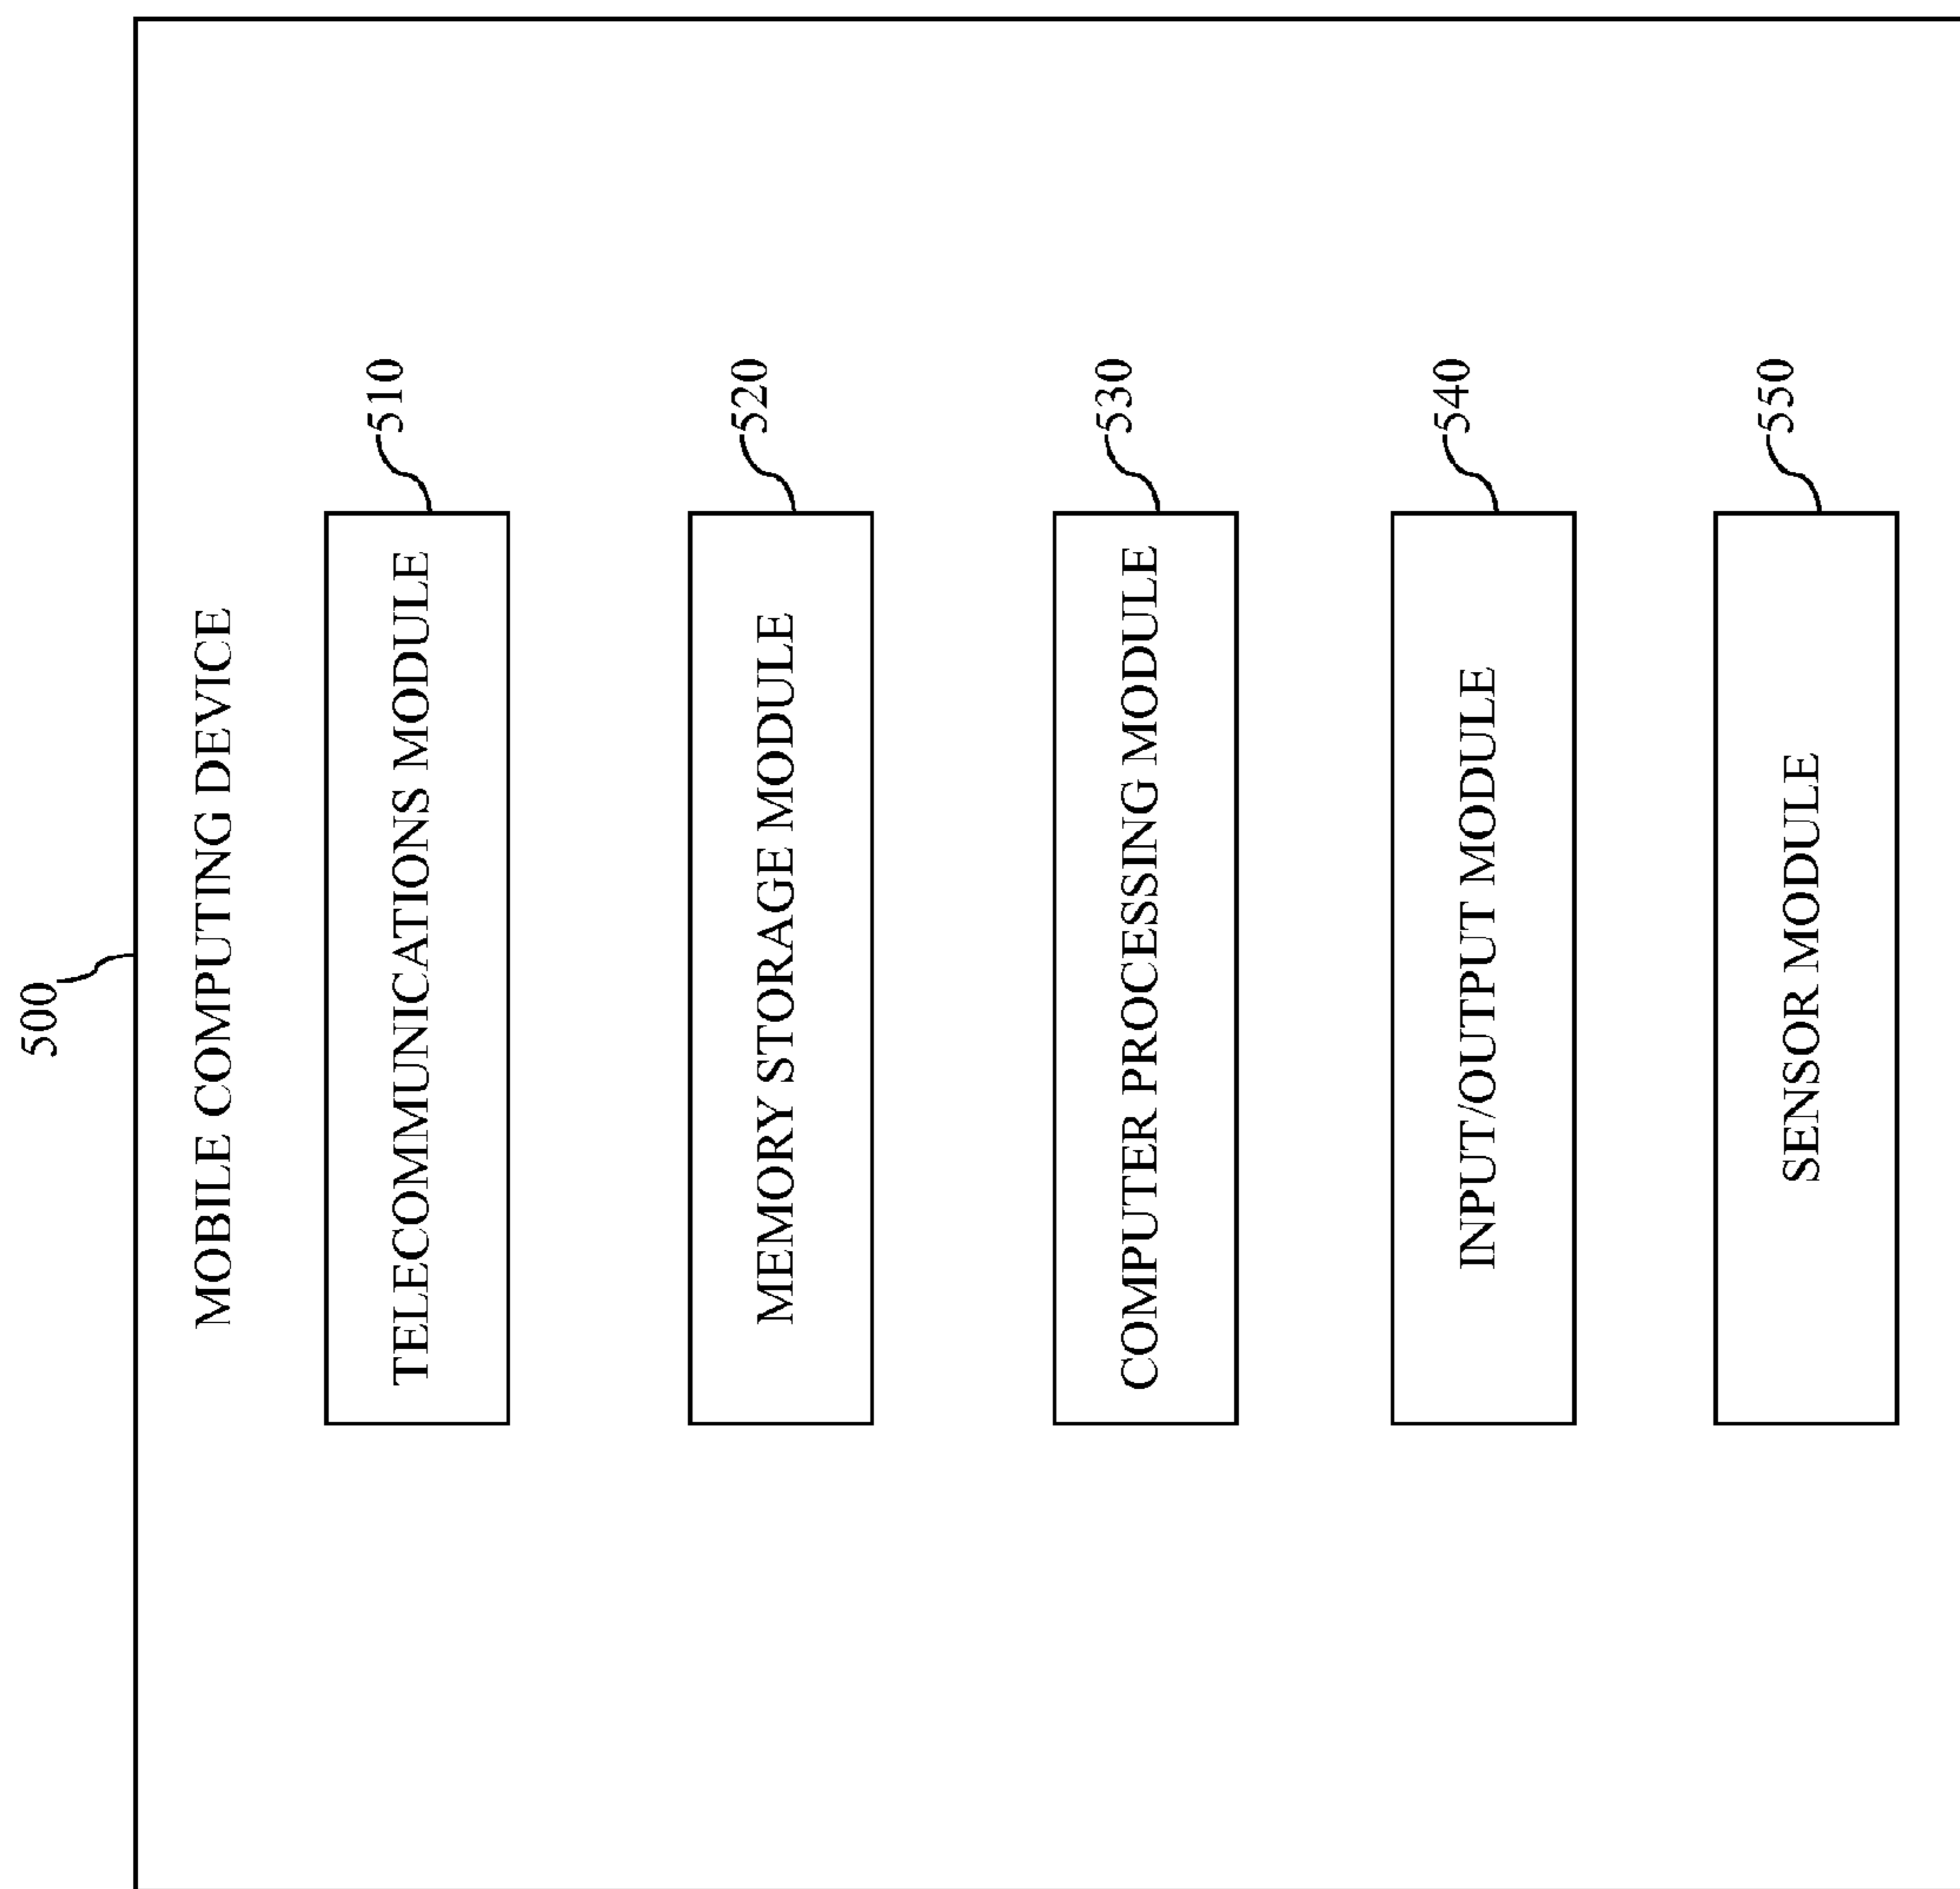 500
MOBILE COMPUTING DEVICE
TELECOMMUNICATIONS MODULE
510
MEMORY STORAGE MODULE
520
COMPUTER PROCESSING MODULE
530
INPUT/OUTPUT MODULE
540
SENSOR MODULE
550